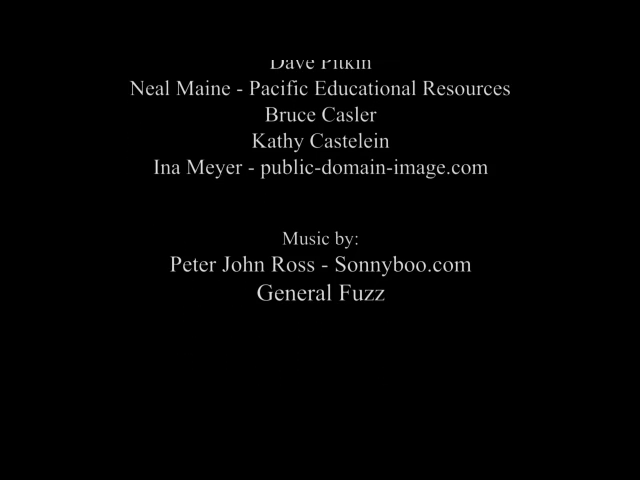 Dave Pitkin
Neal Maine - Pacific Educational Resources
Bruce Casler
Kathy Castelein
Ina Meyer - public-domain-image.com
Music by:
Peter John Ross - Sonnyboo.com
General Fuzz